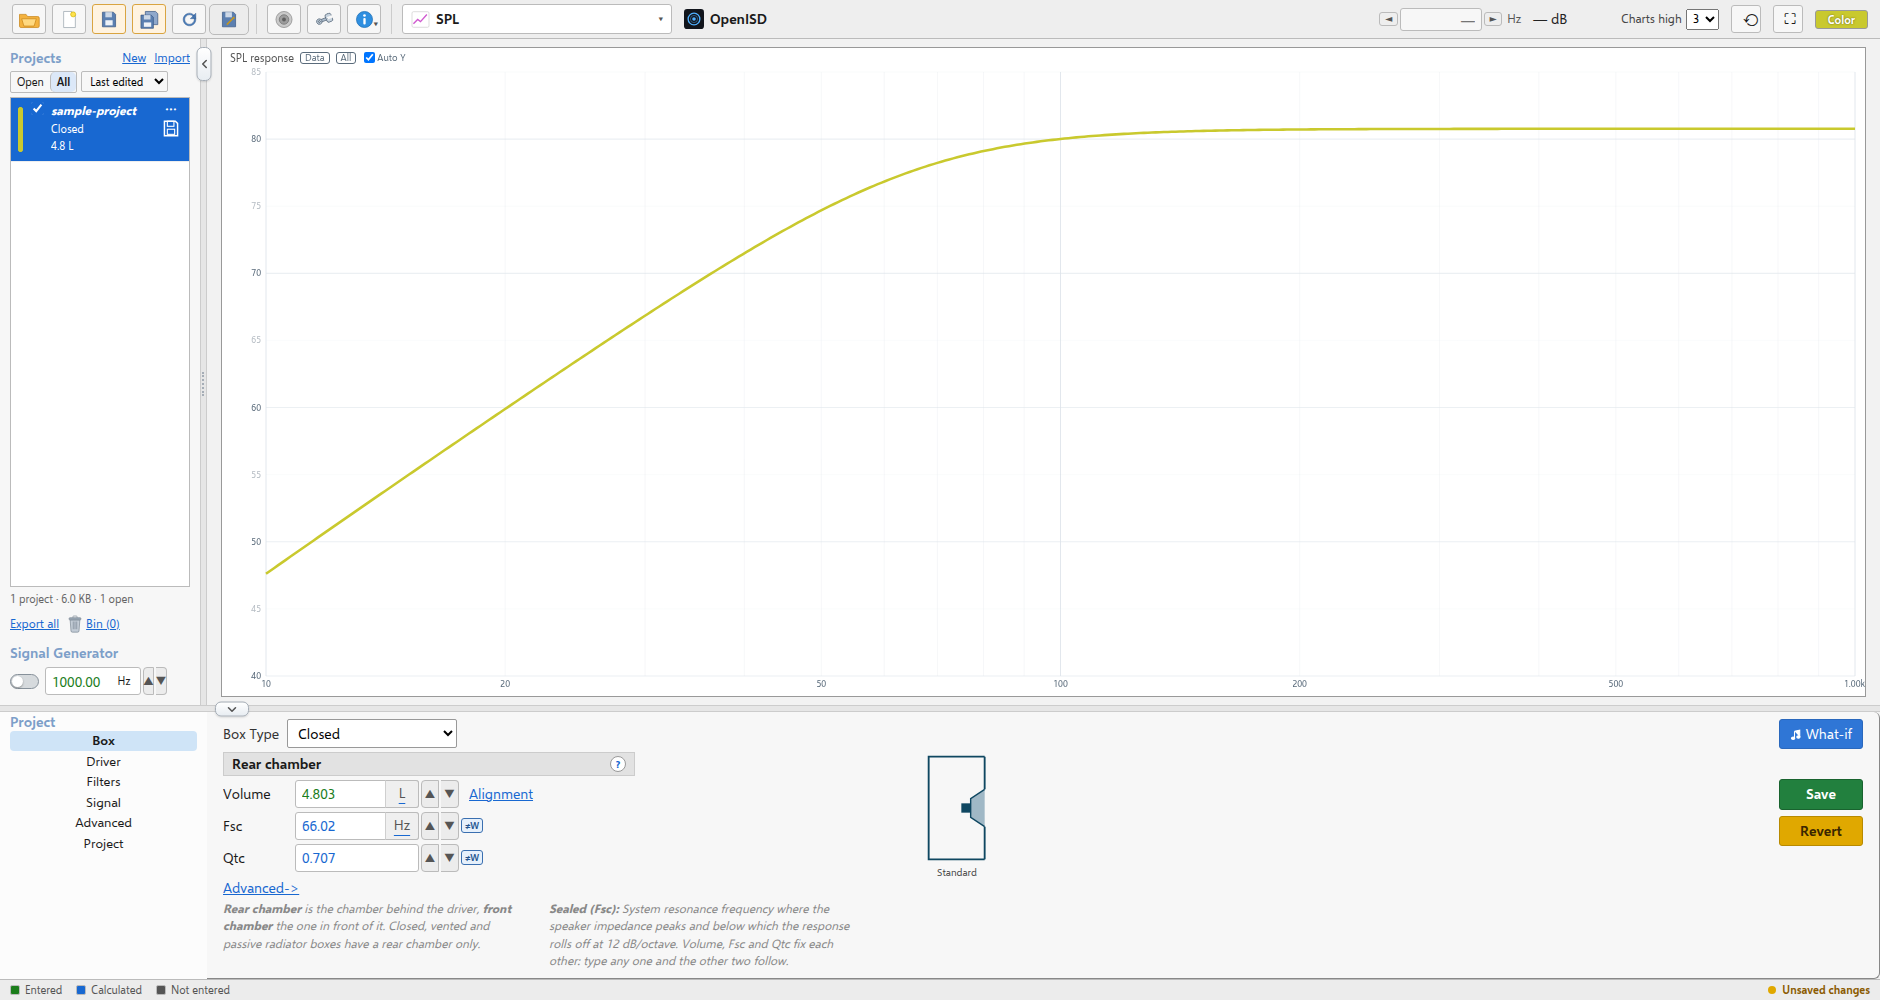 SPL
OpenISD
—
Hz
— dB
Charts high
3
Color
Projects
New
Import
Open
All
Last edited
sample-project
Closed
4.8 L
1 project · 6.0 KB · 1 open
Export all
Bin (0)
Signal Generator
1000.00
Hz
SPL response
Data
All
Auto Y
85
80
75
70
65
60
55
50
45
40
10
20
50
100
200
500
1.00k
Project
Box
Driver
Filters
Signal
Advanced
Project
Box Type
Closed
Rear chamber
?
Volume
4.803
L
Alignment
Fsc
66.02
Hz
≠W
Qtc
0.707
≠W
Advanced->
Rear chamber is the chamber behind the driver, front
chamber the one in front of it. Closed, vented and
passive radiator boxes have a rear chamber only.
Sealed (Fsc): System resonance frequency where the
speaker impedance peaks and below which the response
rolls off at 12 dB/octave. Volume, Fsc and Qtc fix each
other: type any one and the other two follow.
Standard
What-if
Save
Revert
Entered
Calculated
Not entered
Unsaved changes